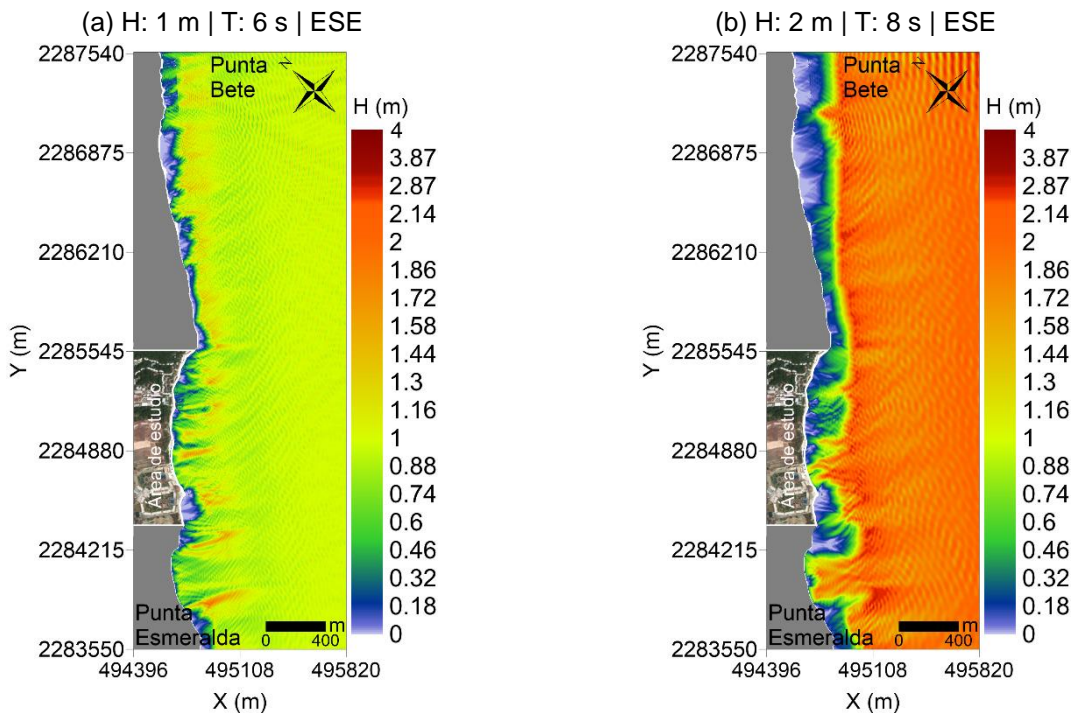 (a) H: 1 m | T: 6 s | ESE
2287540
2286875
2286210
2285545
2284880
2284215
2283550
Y (m)
Punta
Bete
N
Área de estudio
Punta
Esmeralda
m
0 400
494396 495108 495820
X (m)
H (m)
4
3.87
2.87
2.14
2
1.86
1.72
1.58
1.44
1.3
1.16
1
0.88
0.74
0.6
0.46
0.32
0.18
0
(b) H: 2 m | T: 8 s | ESE
2287540
2286875
2286210
2285545
2284880
2284215
2283550
Y (m)
Punta
Bete
N
Área de estudio
Punta
Esmeralda
m
0 400
494396 495108 495820
X (m)
H (m)
4
3.87
2.87
2.14
2
1.86
1.72
1.58
1.44
1.3
1.16
1
0.88
0.74
0.6
0.46
0.32
0.18
0